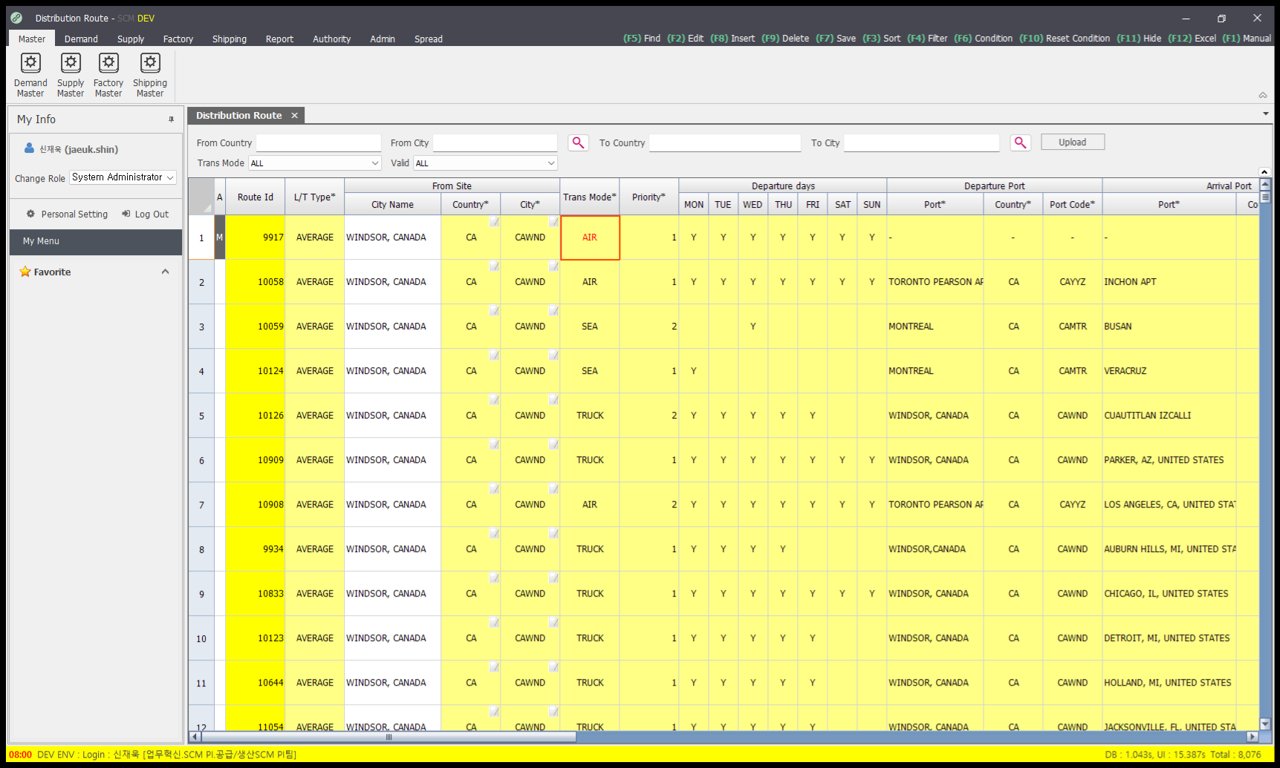 Distribution Route - SCM DEV
Master Demand Supply Factory Shipping Report Authority Admin Spread (F5) Find (F2) Edit (F8) Insert (F9) Delete (F7) Save (F3) Sort (F4) Filter (F6) Condition (F10) Reset Condition (F11) Hide (F12) Excel (F1) Manual
Demand Master Supply Master Factory Master Shipping Master
My Info
신재욱 (jaeuk.shin)
Change Role System Administrator
Personal Setting Log Out
My Menu
Favorite
Distribution Route
From Country From City To Country To City Upload
Trans Mode ALL Valid ALL
A Route Id L/T Type* From Site Trans Mode* Priority* Departure days Departure Port Arrival Port
City Name Country* City* MON TUE WED THU FRI SAT SUN Port* Country* Port Code* Port* Co
1 M 9917 AVERAGE WINDSOR, CANADA CA CAWND AIR 1 Y Y Y Y Y Y Y - - - -
2 10058 AVERAGE WINDSOR, CANADA CA CAWND AIR 1 Y Y Y Y Y Y Y TORONTO PEARSON AP CA CAYYZ INCHON APT
3 10059 AVERAGE WINDSOR, CANADA CA CAWND SEA 2 Y MONTREAL CA CAMTR BUSAN
4 10124 AVERAGE WINDSOR, CANADA CA CAWND SEA 1 Y MONTREAL CA CAMTR VERACRUZ
5 10126 AVERAGE WINDSOR, CANADA CA CAWND TRUCK 2 Y Y Y Y Y WINDSOR, CANADA CA CAWND CUAUTITLAN IZCALLI
6 10909 AVERAGE WINDSOR, CANADA CA CAWND TRUCK 1 Y Y Y Y Y Y Y WINDSOR, CANADA CA CAWND PARKER, AZ, UNITED STATES
7 10908 AVERAGE WINDSOR, CANADA CA CAWND AIR 2 Y Y Y Y Y Y Y TORONTO PEARSON AP CA CAYYZ LOS ANGELES, CA, UNITED STAT
8 9934 AVERAGE WINDSOR, CANADA CA CAWND TRUCK 1 Y Y Y Y WINDSOR,CANADA CA CAWND AUBURN HILLS, MI, UNITED STA
9 10833 AVERAGE WINDSOR, CANADA CA CAWND TRUCK 1 Y Y Y Y Y Y Y WINDSOR, CANADA CA CAWND CHICAGO, IL, UNITED STATES
10 10123 AVERAGE WINDSOR, CANADA CA CAWND TRUCK 1 Y Y Y Y Y WINDSOR, CANADA CA CAWND DETROIT, MI, UNITED STATES
11 10644 AVERAGE WINDSOR, CANADA CA CAWND TRUCK 1 Y Y Y Y Y WINDSOR, CANADA CA CAWND HOLLAND, MI, UNITED STATES
12 11054 AVERAGE WINDSOR, CANADA CA CAWND TRUCK 1 Y Y Y Y Y WINDSOR, CANADA CA CAWND JACKSONVILLE, FL, UNITED STA
08:00 DEV ENV : Login : 신재욱 [업무혁신.SCM PI.공급/생산SCM PI팀] DB : 1.043s, UI : 15.387s Total : 8,076